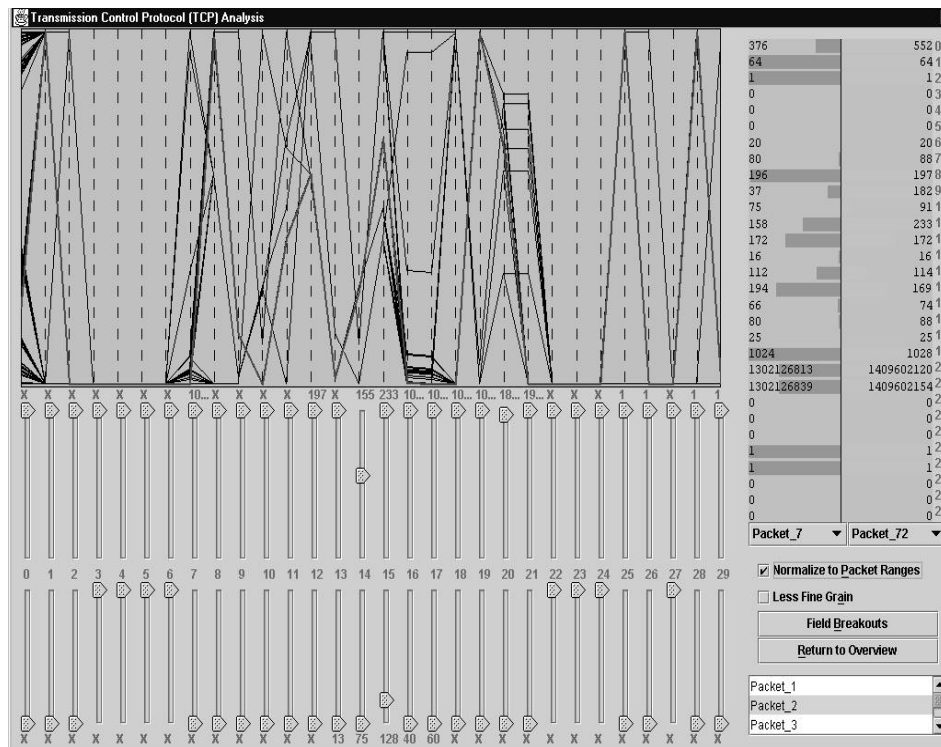 Transmission Control Protocol (TCP) Analysis
376 552 0
64 64 1
1 1 2
0 0 3
0 0 4
0 0 5
20 20 6
80 88 7
196 197 8
37 182 9
75 91 1
158 233 1
172 172 1
16 16 1
112 114 1
194 169 1
66 74 1
80 88 1
25 25 1
1024 1028 1
1302126813 1409602120 2
1302126839 1409602154 2
0 0 2
0 0 2
0 0 2
1 1 2
1 1 2
0 0 2
0 0 2
0 0 2
X X X X X X X 10... X X X X 197 X 155 233 10... 10... 10... 10... 18... 19... X X X 1 1 X 1 1
0 1 2 3 4 5 6 7 8 9 10 11 12 13 14 15 16 17 18 19 20 21 22 23 24 25 26 27 28 29
X X X X X X X X X X X X X 13 75 128 40 60 X X X X X X X X X X X X
Packet_7 Packet_72
Normalize to Packet Ranges
Less Fine Grain
Field Breakouts
Return to Overview
Packet_1
Packet_2
Packet_3